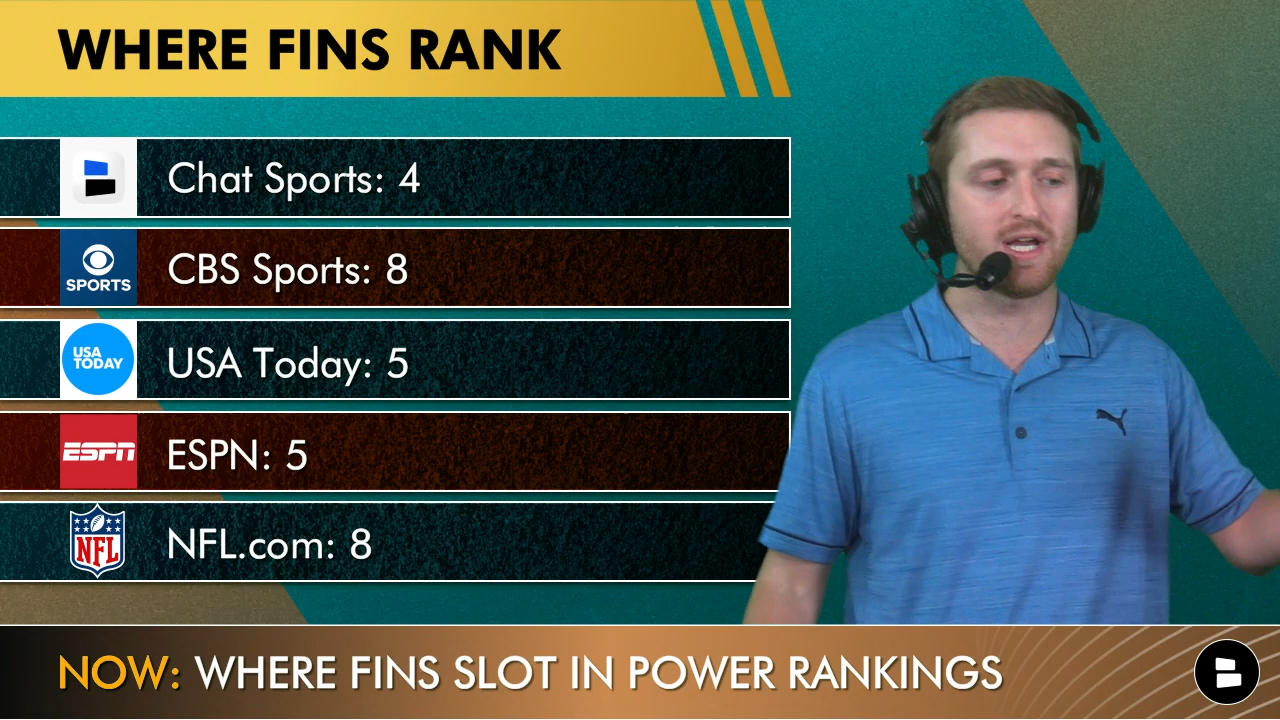 WHERE FINS RANK
Chat Sports: 4
SPORTS
CBS Sports: 8
USA
TODAY
USA Today: 5
ESPN
ESPN: 5
NFL
NFL.com: 8
NOW: WHERE FINS SLOT IN POWER RANKINGS